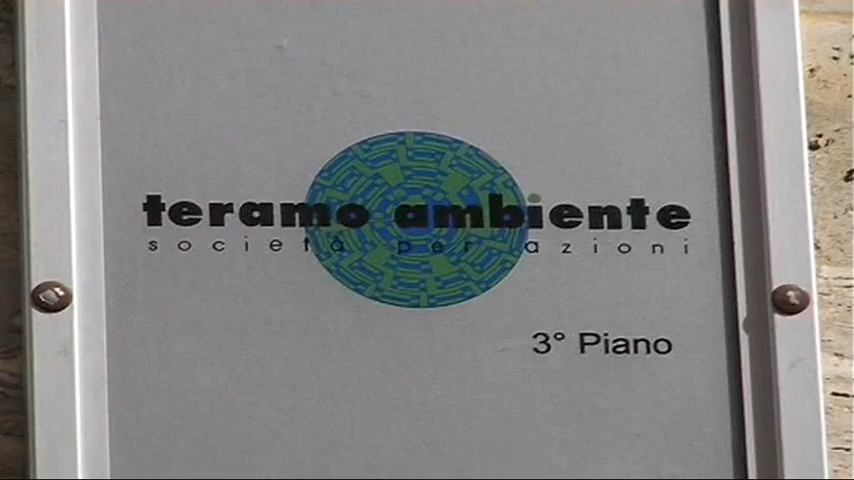 teramo ambiente
società per azioni
3° Piano